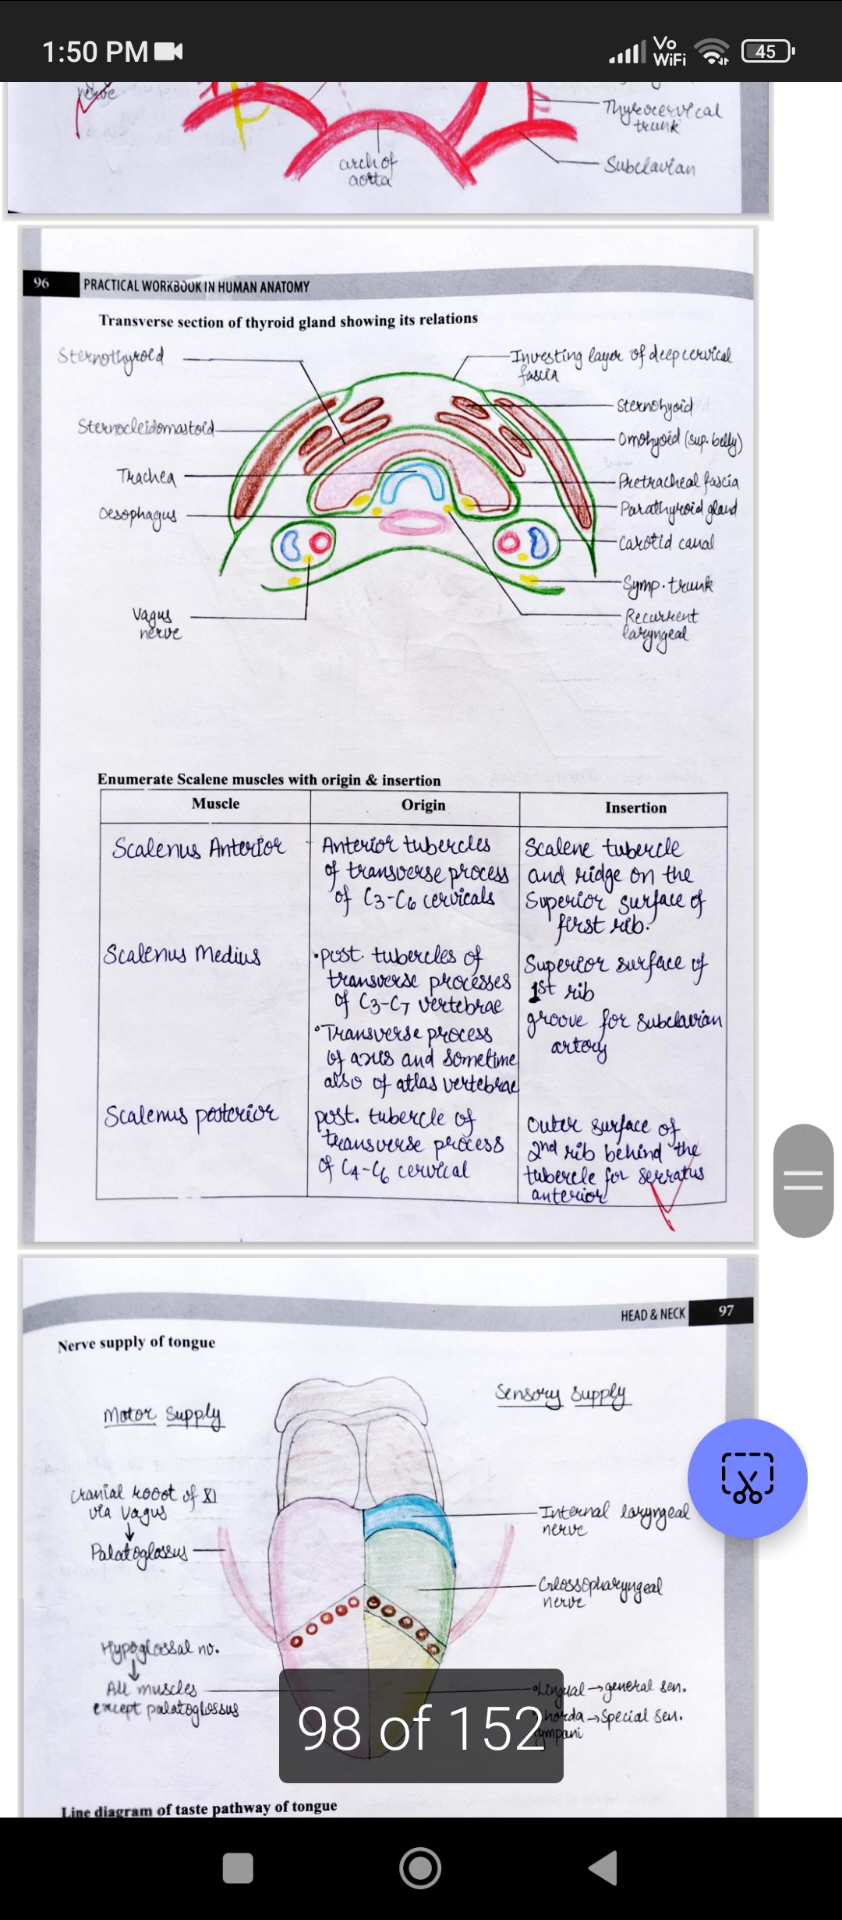 1:50 PM
Vo
WiFi
45
nerve
Thyrocervical
trunk
arch of
aorta
Subclavian
96
PRACTICAL WORKBOOK IN HUMAN ANATOMY
Transverse section of thyroid gland showing its relations
Sternothyroid
Investing layer of deep cervical
fascia
Sternohyoid
Sternocleidomastoid
Omohyoid (sup. belly)
Trachea
Pretracheal fascia
Oesophagus
Parathyroid gland
Carotid canal
Symp. trunk
Vagus
nerve
Recurrent
laryngeal
Enumerate Scalene muscles with origin & insertion
Muscle
Origin
Insertion
Scalenus Anterior
Anterior tubercles
of transverse process
of C3-C6 cervicals
Scalene tubercle
and ridge on the
Superior surface of
first rib.
Scalenus Medius
• post. tubercles of
transverse processes
of C3-C7 vertebrae
• Transverse process
of axis and sometime
also of atlas vertebrae
Superior surface of
1st rib
groove for subclavian
artory
Scalenus posterior
post. tubercle of
transverse process
of C4-C6 cervical
Outer surface of
2nd rib behind the
tubercle for serratus
anterior
HEAD & NECK
97
Nerve supply of tongue
Motor Supply
Sensory Supply
Cranial rooot of XI
via Vagus
↓
Palatoglossus
Internal laryngeal
nerve
Glossopharyngeal
nerve
Hypoglossal nv.
↓
All muscles
except palatoglossus
• Lingual → general sen.
horda → Special sen.
ympani
98 of 152
Line diagram of taste pathway of tongue